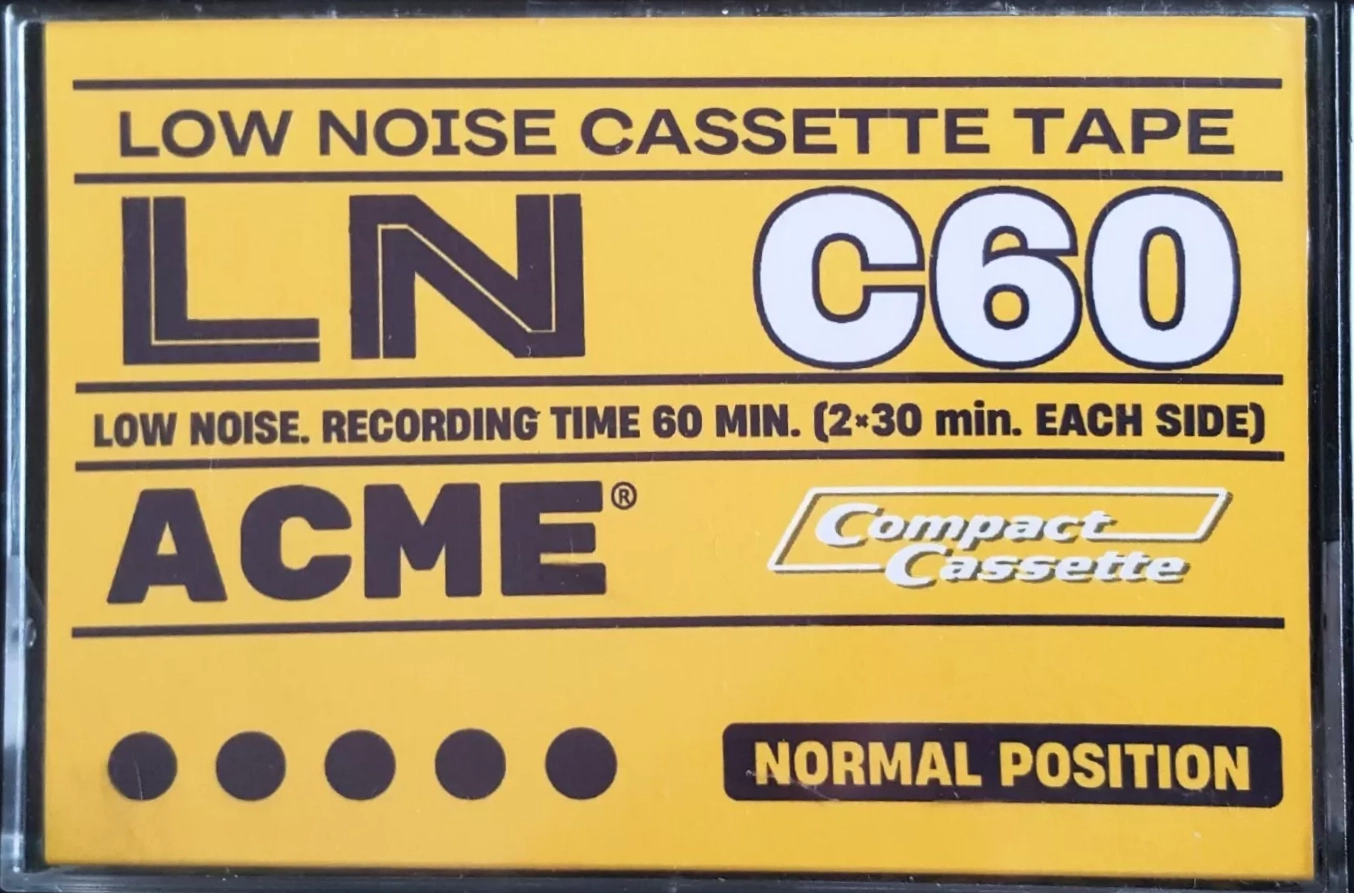 LOW NOISE CASSETTE TAPE
LN C60
LOW NOISE. RECORDING TIME 60 MIN. (2×30 min. EACH SIDE)
ACME®
Compact
Cassette
NORMAL POSITION